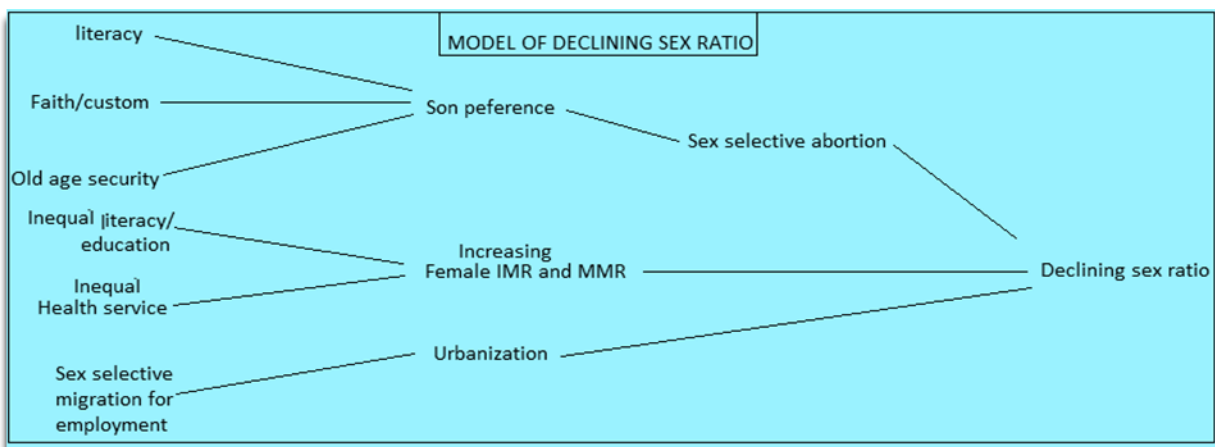 MODEL OF DECLINING SEX RATIO
literacy
Faith/custom
Old age security
Son peference
Sex selective abortion
Inequal literacy/
education
Inequal
Health service
Increasing
Female IMR and MMR
Declining sex ratio
Urbanization
Sex selective
migration for
employment